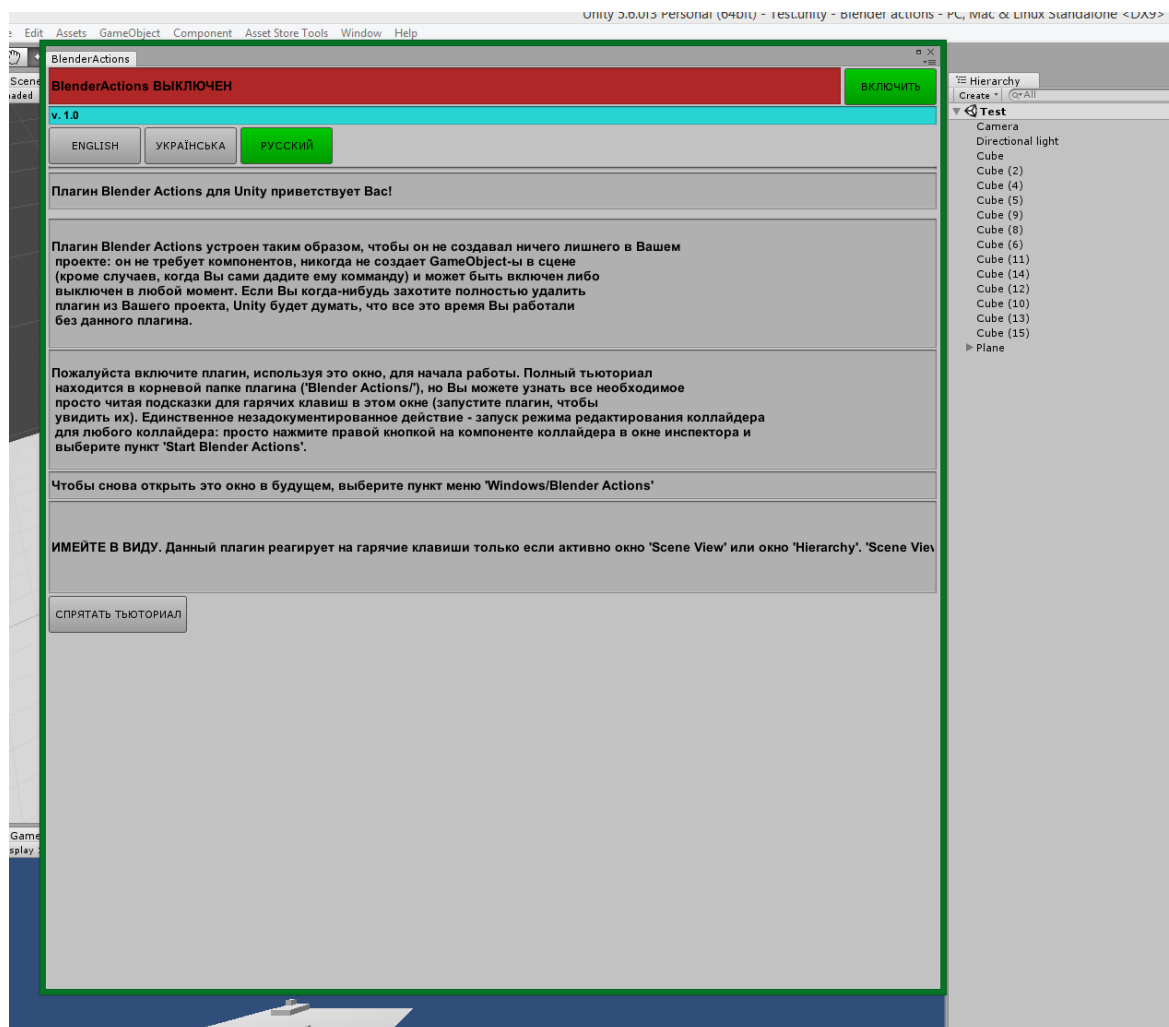 Unity 5.6.0f3 Personal (64bit) - Test.unity - Blender actions - PC, Mac & Linux Standalone <DX9>
Edit Assets GameObject Component Asset Store Tools Window Help
BlenderActions
Scene
BlenderActions ВЫКЛЮЧЕН
ВКЛЮЧИТЬ
v. 1.0
ENGLISH УКРАЇНСЬКА РУССКИЙ
Плагин Blender Actions для Unity приветствует Вас!
Плагин Blender Actions устроен таким образом, чтобы он не создавал ничего лишнего в Вашем
проекте: он не требует компонентов, никогда не создает GameObject-ы в сцене
(кроме случаев, когда Вы сами дадите ему комманду) и может быть включен либо
выключен в любой момент. Если Вы когда-нибудь захотите полностью удалить
плагин из Вашего проекта, Unity будет думать, что все это время Вы работали
без данного плагина.
Пожалуйста включите плагин, используя это окно, для начала работы. Полный тьюториал
находится в корневой папке плагина ('Blender Actions/'), но Вы можете узнать все необходимое
просто читая подсказки для гарячих клавиш в этом окне (запустите плагин, чтобы
увидить их). Единственное незадокументированное действие - запуск режима редактирования коллайдера
для любого коллайдера: просто нажмите правой кнопкой на компоненте коллайдера в окне инспектора и
выберите пункт 'Start Blender Actions'.
Чтобы снова открыть это окно в будущем, выберите пункт меню 'Windows/Blender Actions'
ИМЕЙТЕ В ВИДУ. Данный плагин реагирует на гарячие клавиши только если активно окно 'Scene View' или окно 'Hierarchy'. 'Scene View
СПРЯТАТЬ ТЬЮТОРИАЛ
Game
Hierarchy
Create All
Test
Camera
Directional light
Cube
Cube (2)
Cube (4)
Cube (5)
Cube (9)
Cube (8)
Cube (6)
Cube (11)
Cube (14)
Cube (12)
Cube (10)
Cube (13)
Cube (15)
Plane